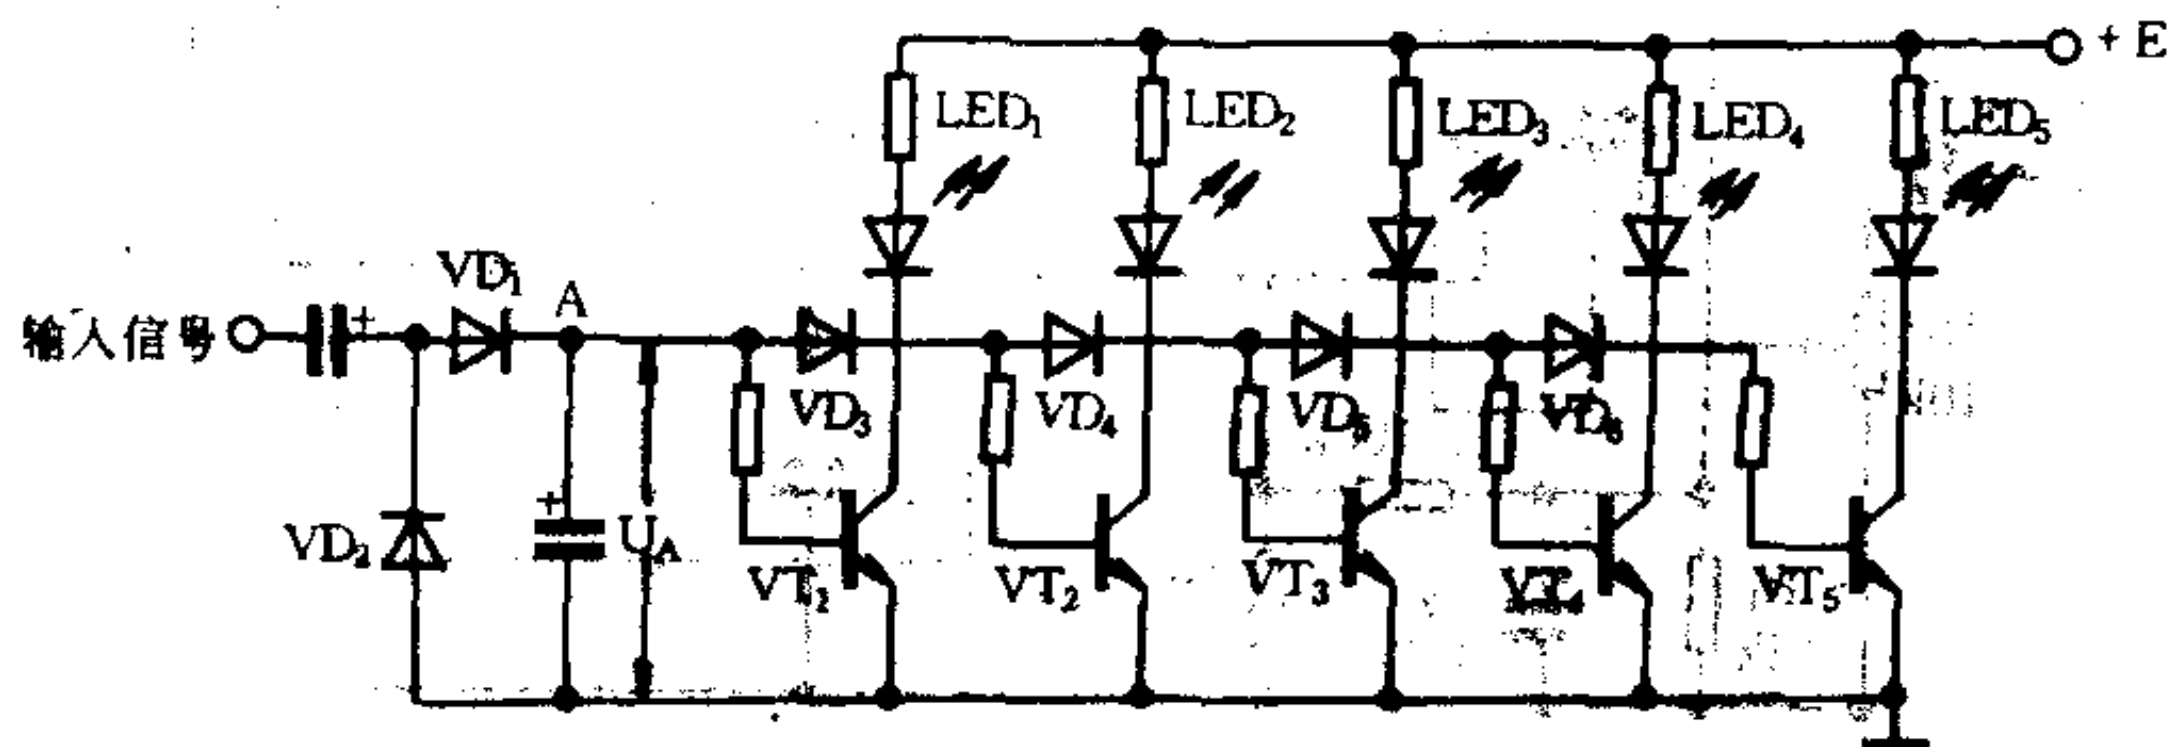 + E
LED₁ LED₂ LED₃ LED₄ LED₅
VD₁ A
输入信号 +
VD₃ VD₄ VD₅ VD₆
+
VD₂ U_A
VT₁ VT₂ VT₃ VT₄ VT₅